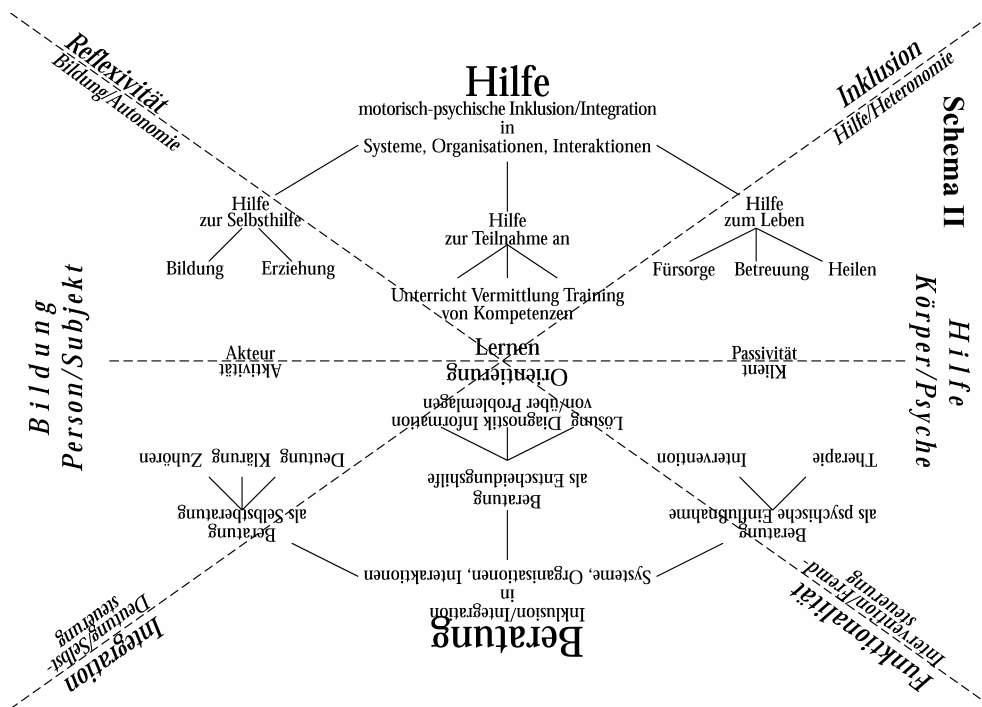 Reflexivität
Bildung/Autonomie
Hilfe
motorisch-psychische Inklusion/Integration
in
Systeme, Organisationen, Interaktionen
Inklusion
Hilfe/Heteronomie
Schema II
Hilfe
zur Selbsthilfe
Bildung Erziehung
Hilfe
zur Teilnahme an
Unterricht Vermittlung Training
von Kompetenzen
Hilfe
zum Leben
Fürsorge Betreuung Heilen
Bildung
Person/Subjekt
Akteur
Aktivität
Lernen
Orientierung
Passivität
Klient
Hilfe
Körper/Psyche
von/über Problemlagen
Lösung Diagnostik Information
als Entscheidungshilfe
Beratung
Deutung Klärung Zuhören
als Selbstberatung
Beratung
Therapie Intervention
als psychische Einflußnahme
Beratung
Systeme, Organisationen, Interaktionen
in
Inklusion/Integration
Beratung
Deutung/Selbst-
steuerung
Integration
Funktionalität
Intervention/Fremd-
steuerung